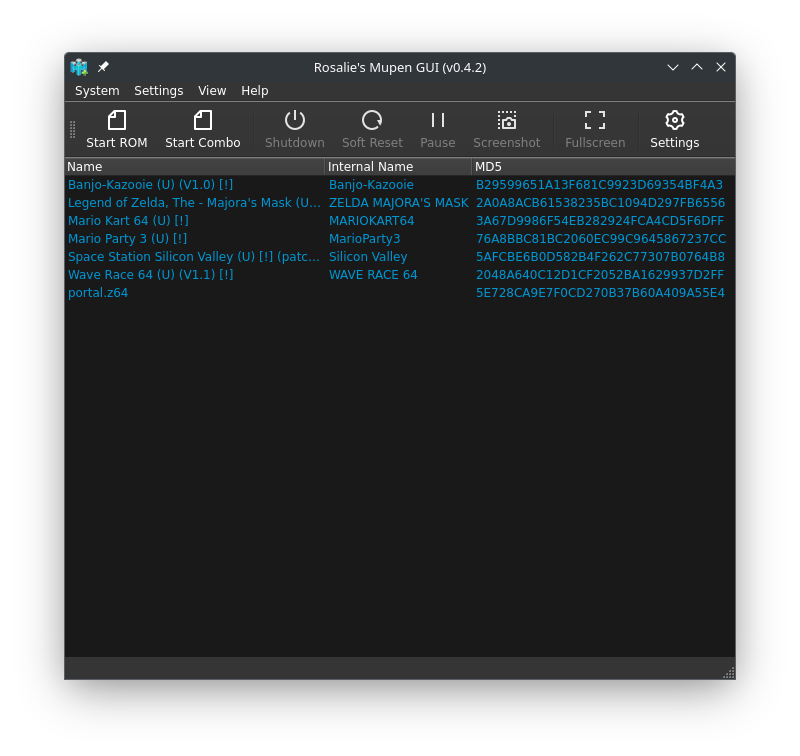 Rosalie's Mupen GUI (v0.4.2)
System Settings View Help
Start ROM Start Combo Shutdown Soft Reset Pause Screenshot Fullscreen Settings
Name Internal Name MD5
Banjo-Kazooie (U) (V1.0) [!] Banjo-Kazooie B29599651A13F681C9923D69354BF4A3
Legend of Zelda, The - Majora's Mask (U... ZELDA MAJORA'S MASK 2A0A8ACB61538235BC1094D297FB6556
Mario Kart 64 (U) [!] MARIOKART64 3A67D9986F54EB282924FCA4CD5F6DFF
Mario Party 3 (U) [!] MarioParty3 76A8BBC81BC2060EC99C9645867237CC
Space Station Silicon Valley (U) [!] (patc... Silicon Valley 5AFCBE6B0D582B4F262C77307B0764B8
Wave Race 64 (U) (V1.1) [!] WAVE RACE 64 2048A640C12D1CF2052BA1629937D2FF
portal.z64 5E728CA9E7F0CD270B37B60A409A55E4